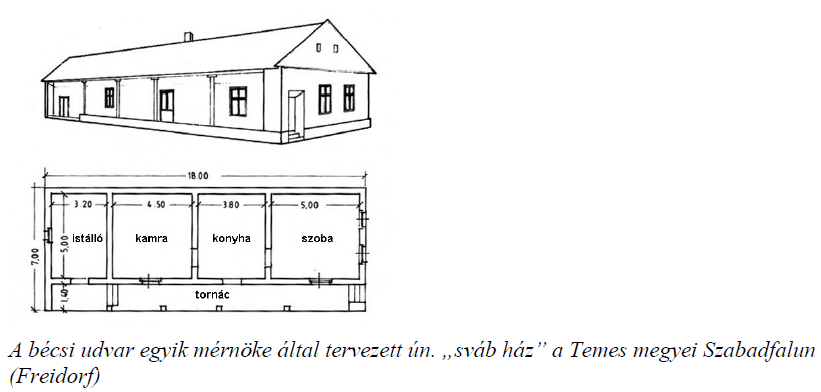 18.00
3.20 4.50 3.80 5,00
7,00 5,00 istálló kamra konyha szoba
1,40 tornác
A bécsi udvar egyik mérnöke által tervezett ún. „sváb ház” a Temes megyei Szabadfalun
(Freidorf)